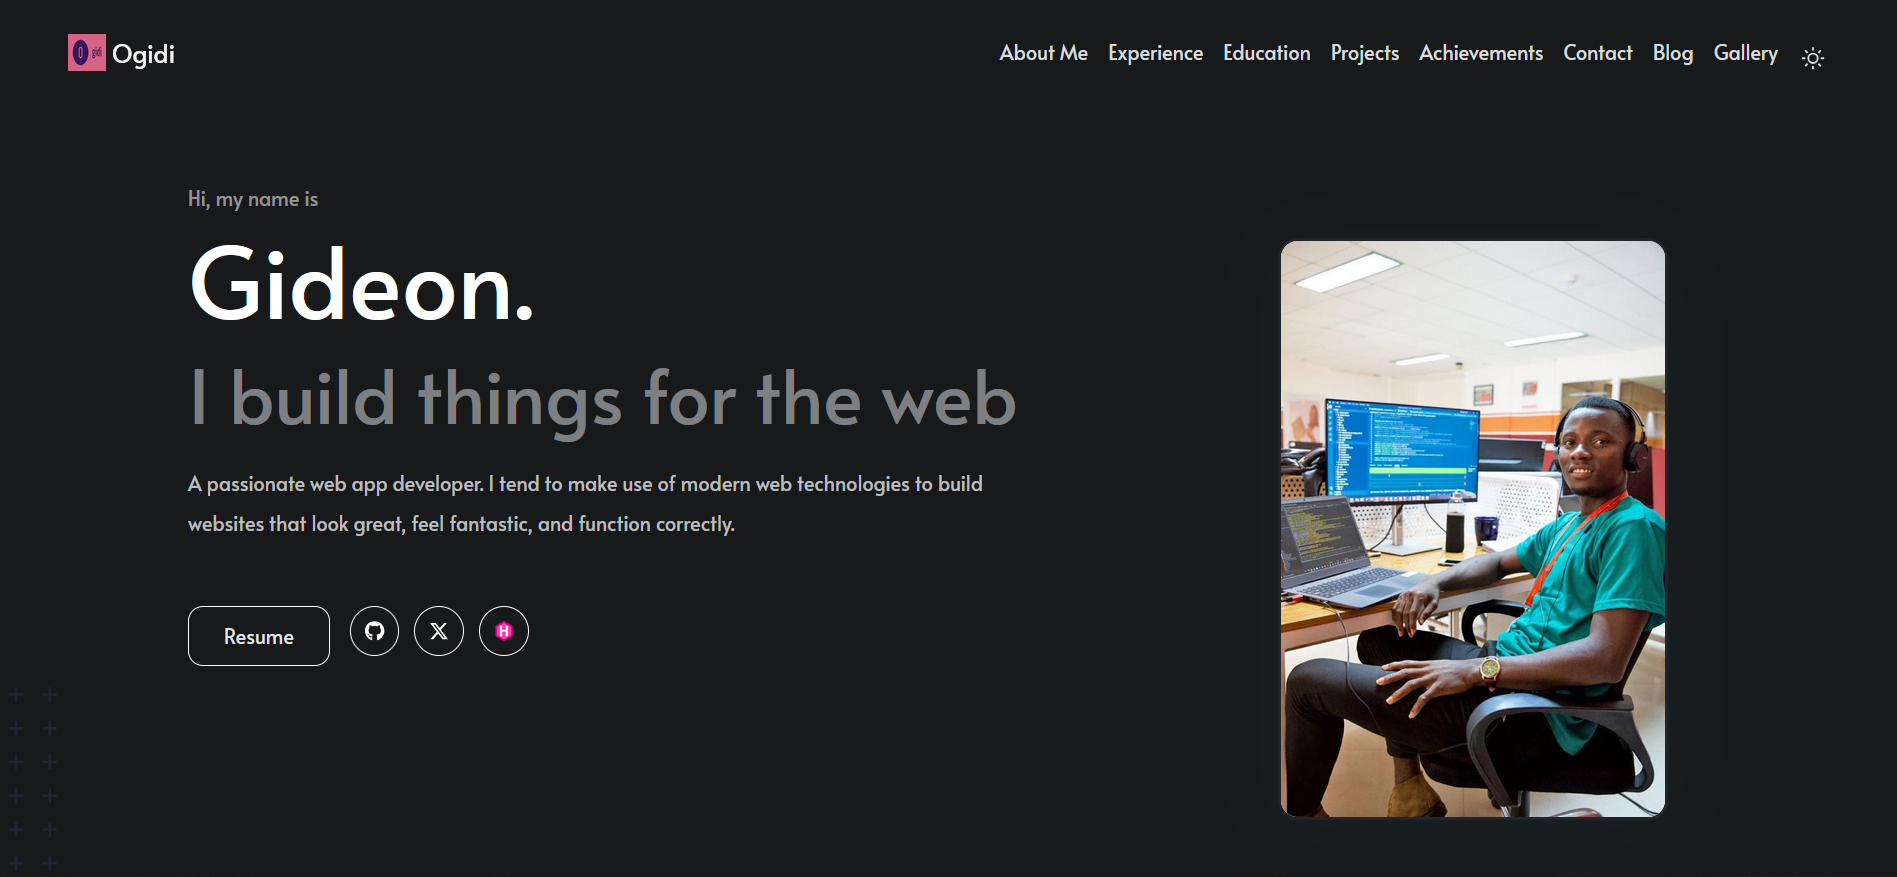 O gidi Ogidi
About Me Experience Education Projects Achievements Contact Blog Gallery
Hi, my name is
Gideon.
I build things for the web
A passionate web app developer. I tend to make use of modern web technologies to build
websites that look great, feel fantastic, and function correctly.
Resume
X
H